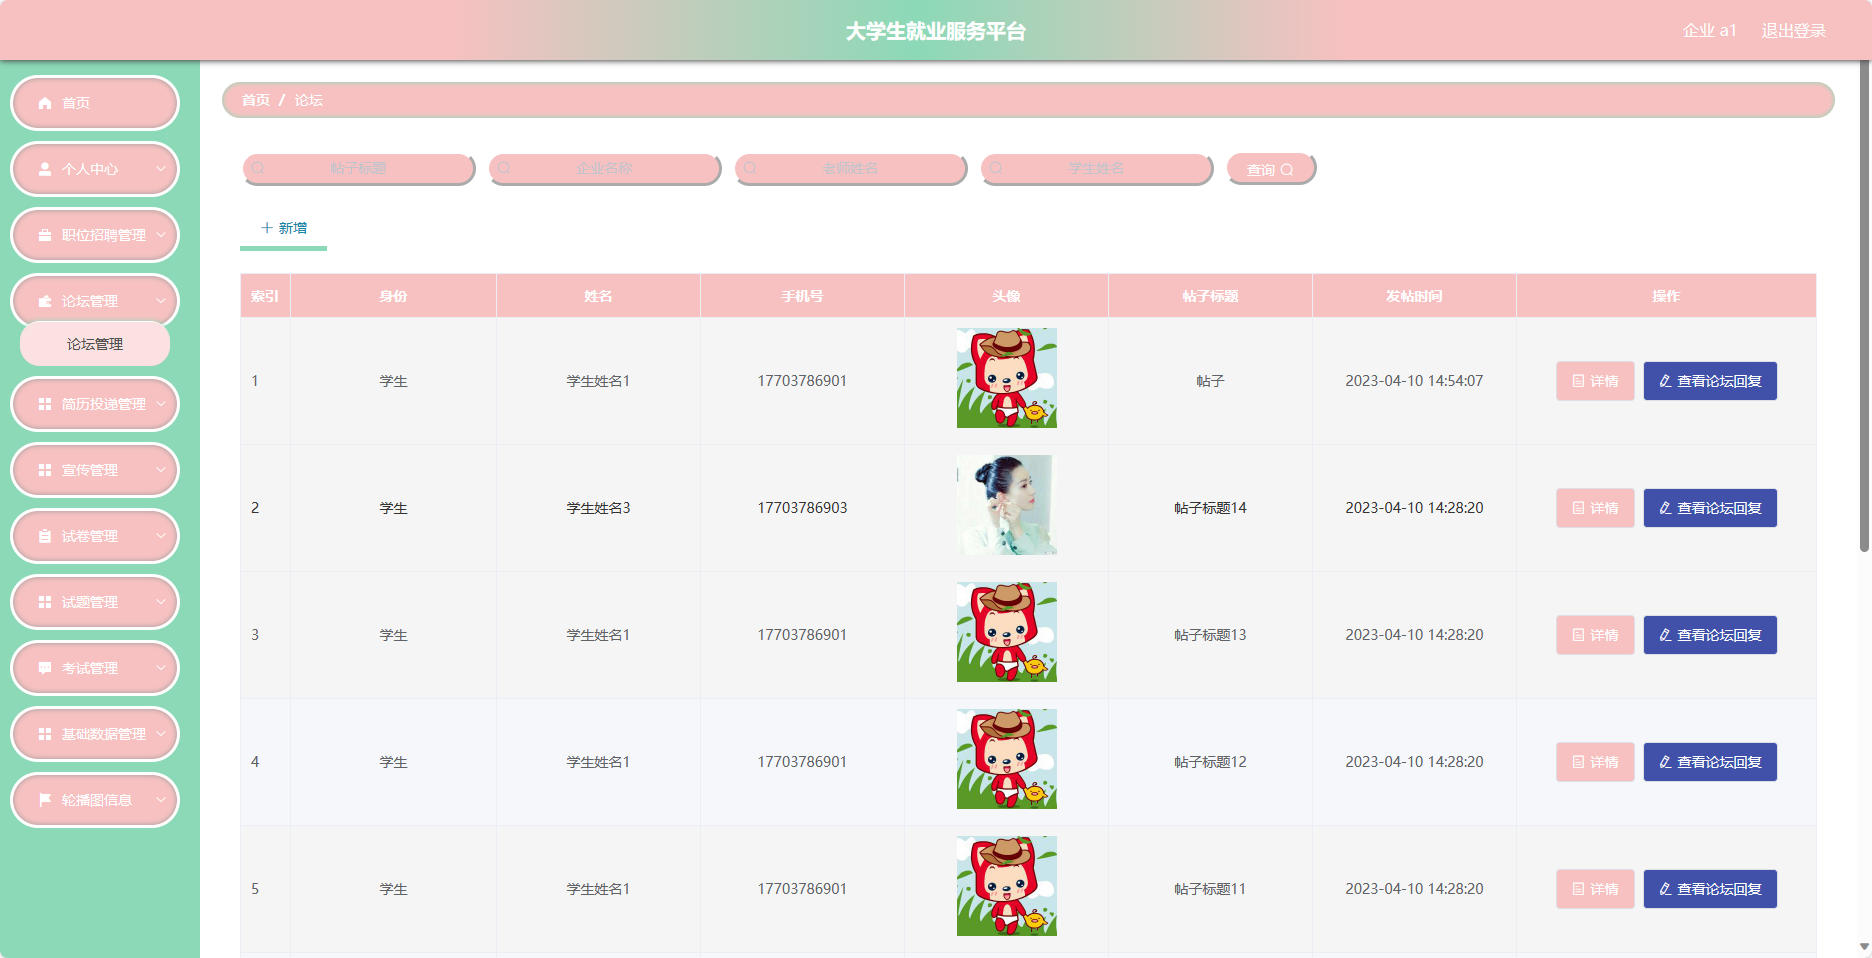 大学生就业服务平台
企业 a1 退出登录
首页
个人中心
职位招聘管理
论坛管理
论坛管理
简历投递管理
宣传管理
试卷管理
试题管理
考试管理
基础数据管理
轮播图信息
首页 / 论坛
帖子标题 企业名称 老师姓名 学生姓名 查询
新增
索引 身份 姓名 手机号 头像 帖子标题 发帖时间 操作
1 学生 学生姓名1 17703786901 帖子 2023-04-10 14:54:07 详情 查看论坛回复
2 学生 学生姓名3 17703786903 帖子标题14 2023-04-10 14:28:20 详情 查看论坛回复
3 学生 学生姓名1 17703786901 帖子标题13 2023-04-10 14:28:20 详情 查看论坛回复
4 学生 学生姓名1 17703786901 帖子标题12 2023-04-10 14:28:20 详情 查看论坛回复
5 学生 学生姓名1 17703786901 帖子标题11 2023-04-10 14:28:20 详情 查看论坛回复